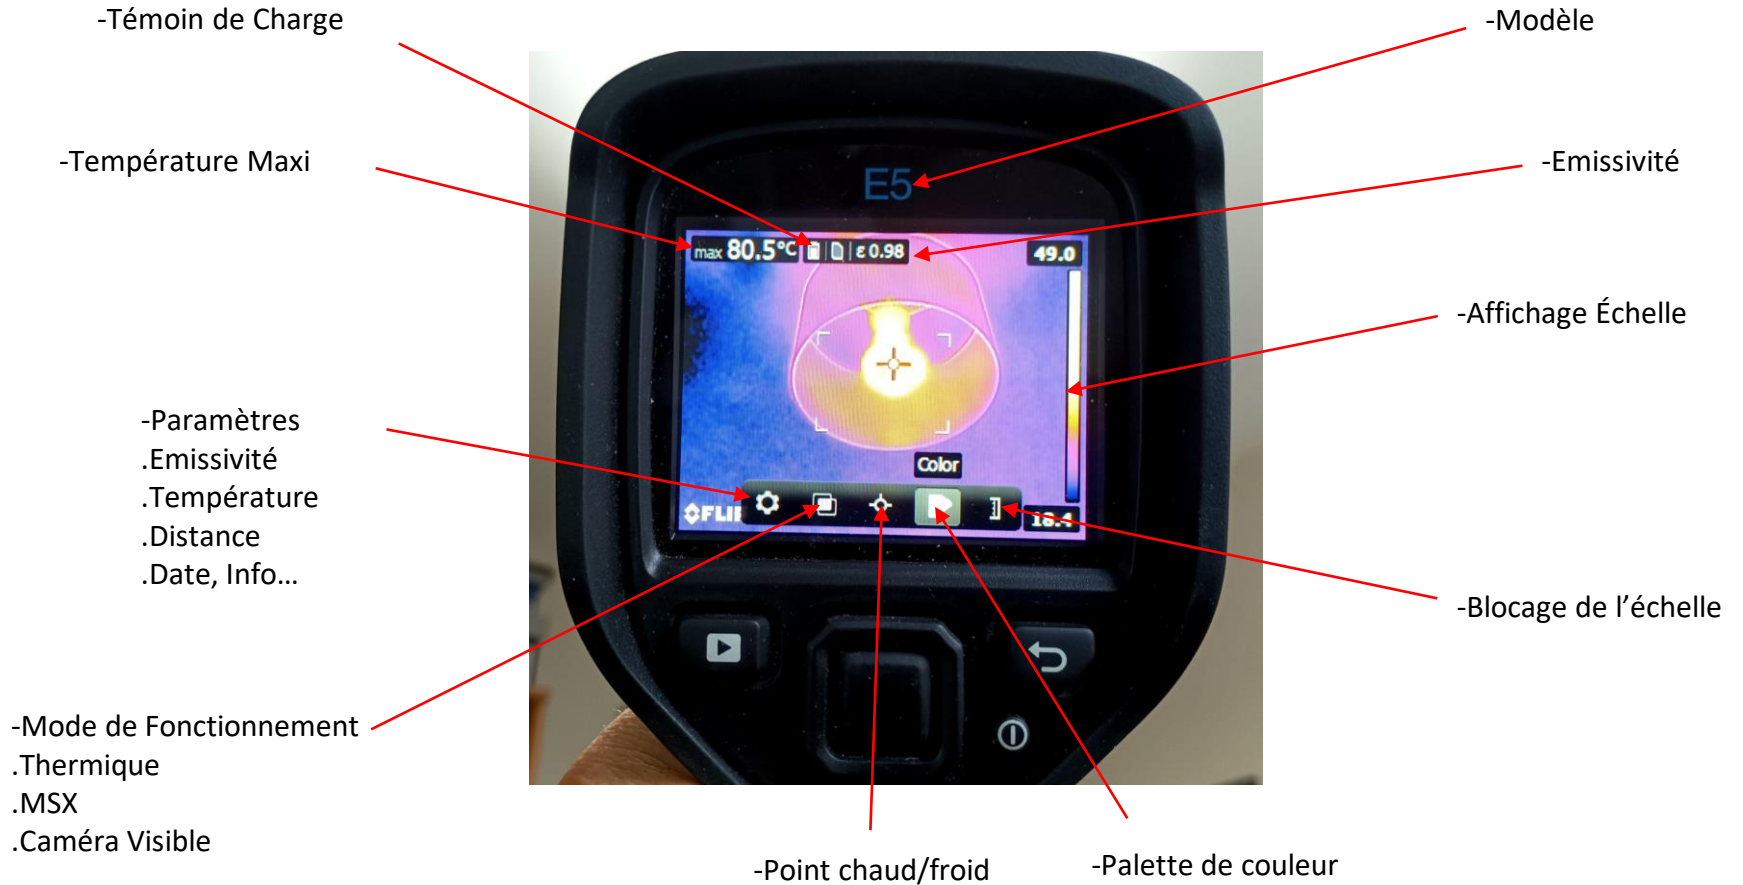 -Témoin de Charge
-Modèle
-Température Maxi
-Emissivité
E5
max 80.5°C
ε 0.98
49.0
-Affichage Échelle
-Paramètres
.Emissivité
.Température
.Distance
.Date, Info...
Color
FLIR
18.4
-Blocage de l’échelle
-Mode de Fonctionnement
.Thermique
.MSX
.Caméra Visible
-Point chaud/froid
-Palette de couleur